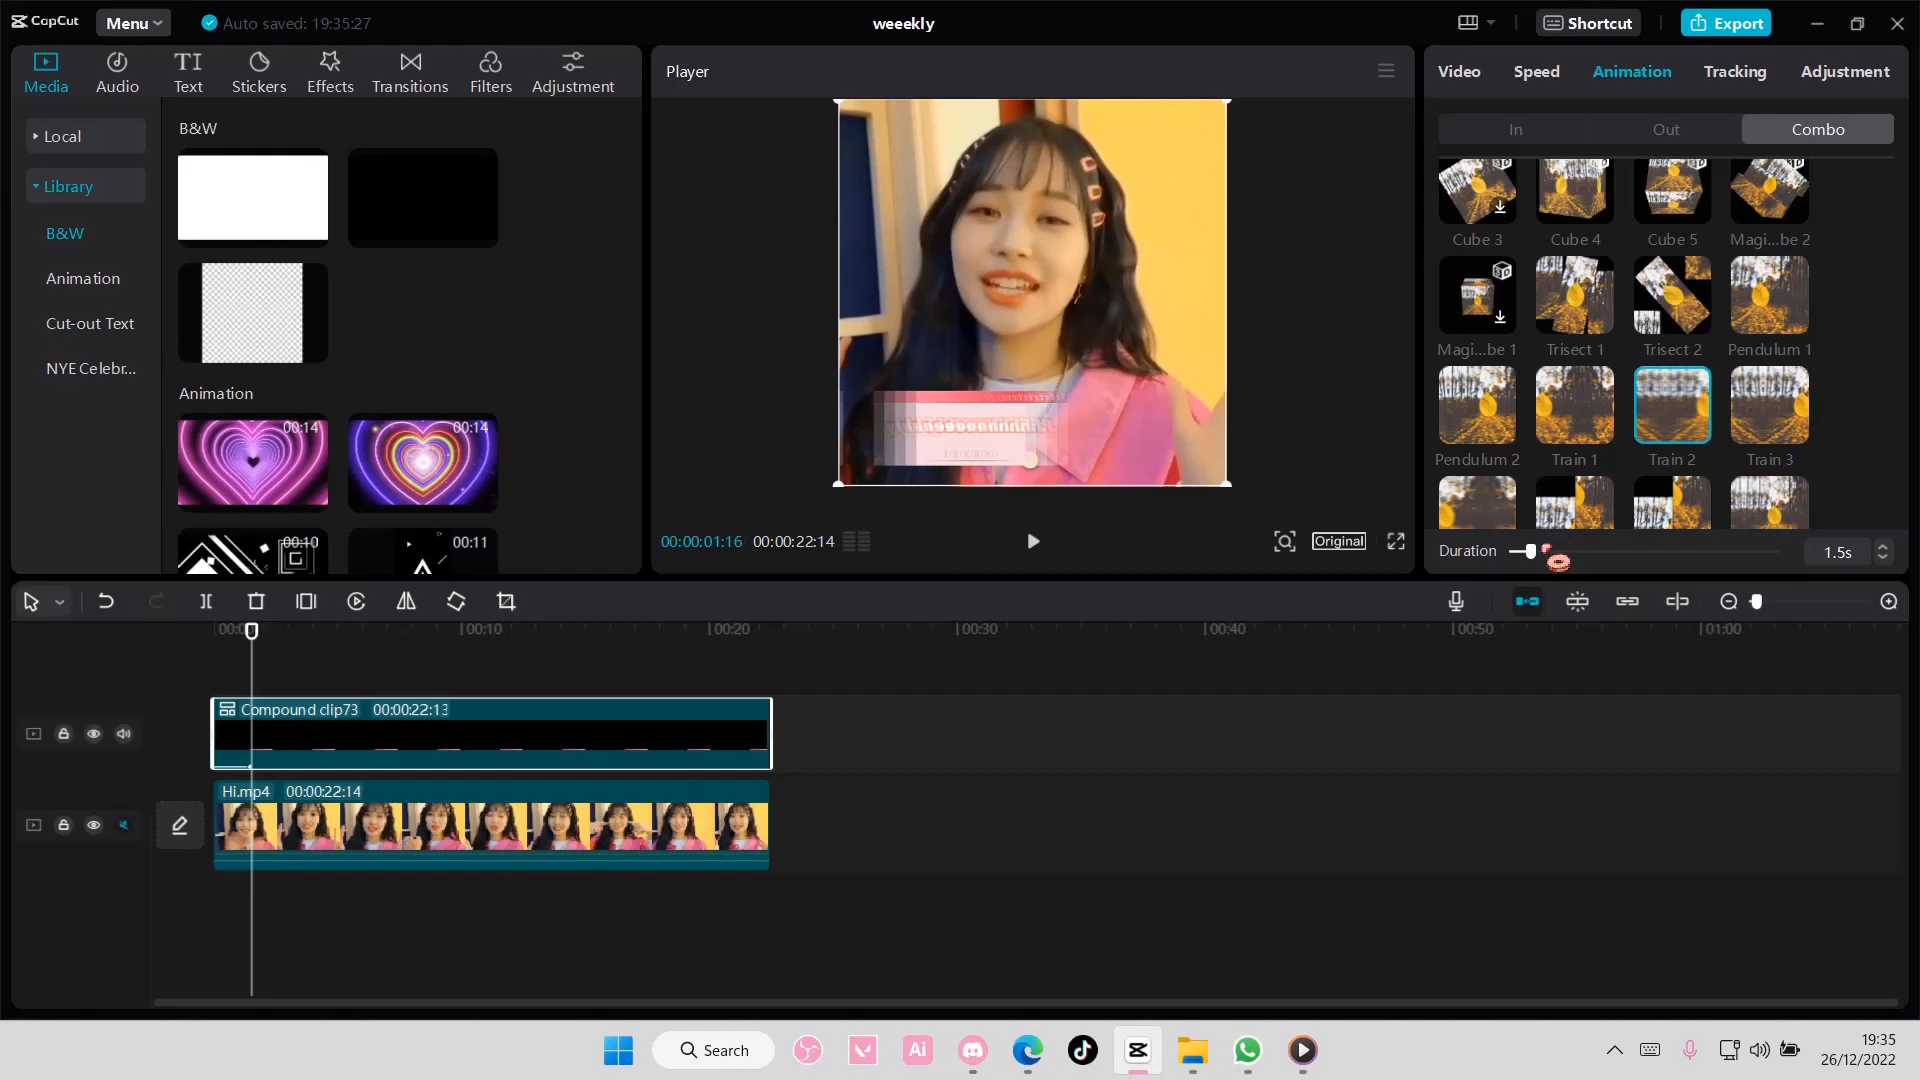 CapCut
Menu
Auto saved: 19:35:27
weeekly
Shortcut
Export
Media
Audio
TI
Text
Stickers
Effects
Transitions
Filters
Adjustment
Local
Library
B&W
Animation
Cut-out Text
NYE Celebr...
B&W
Animation
00:14
00:14
00:10
00:11
Player
00:00:01:16
00:00:22:14
Original
Video
Speed
Animation
Tracking
Adjustment
In
Out
Combo
Cube 3
Cube 4
Cube 5
Magi...be 2
Magi...be 1
Trisect 1
Trisect 2
Pendulum 1
Pendulum 2
Train 1
Train 2
Train 3
Duration
1.5s
00:10
00:20
00:30
00:40
00:50
01:00
Compound clip73 00:00:22:13
Hi.mp4 00:00:22:14
Search
Ai
19:35
26/12/2022